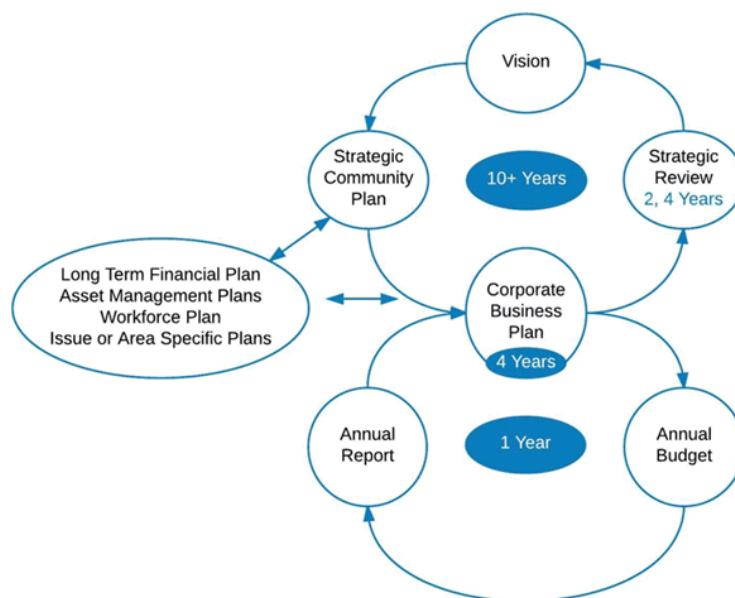 Vision
Strategic
Community
Plan
10+ Years
Strategic
Review
2, 4 Years
Long Term Financial Plan
Asset Management Plans
Workforce Plan
Issue or Area Specific Plans
Corporate
Business
Plan
4 Years
Annual
Report
1 Year
Annual
Budget